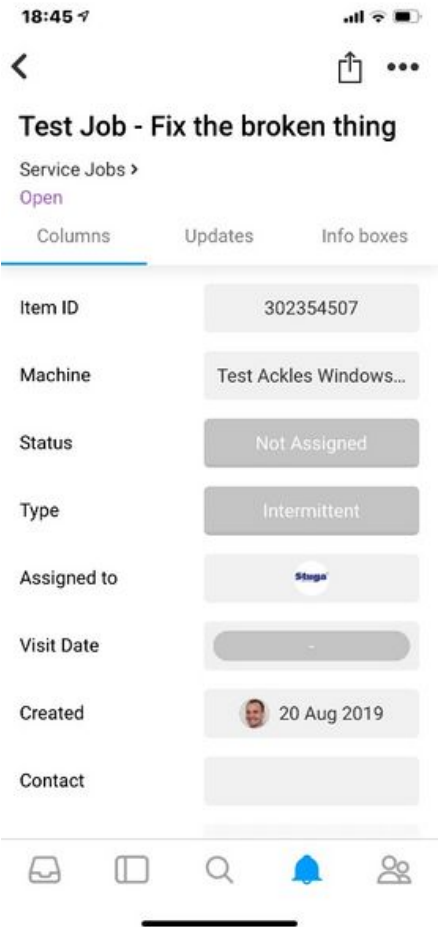 18:45
Test Job - Fix the broken thing
Service Jobs >
Open
Columns Updates Info boxes
Item ID 302354507
Machine Test Ackles Windows...
Status Not Assigned
Type Intermittent
Assigned to Stuga
Visit Date -
Created 20 Aug 2019
Contact